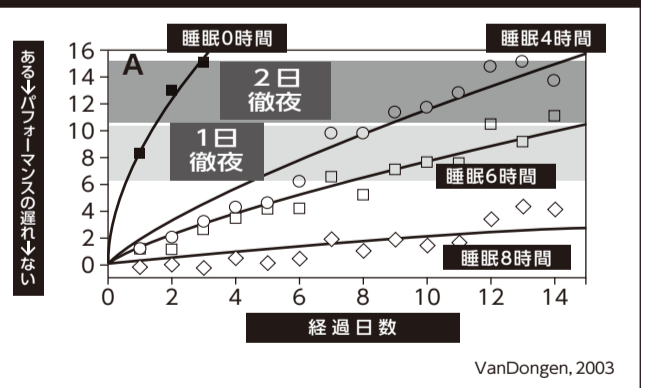 睡眠0時間
睡眠4時間
ある↓パフォーマンスの遅れ↓ない
16
14
12
10
8
6
4
2
0
A
2日
徹夜
1日
徹夜
睡眠6時間
睡眠8時間
0 2 4 6 8 10 12 14
経過日数
VanDongen, 2003